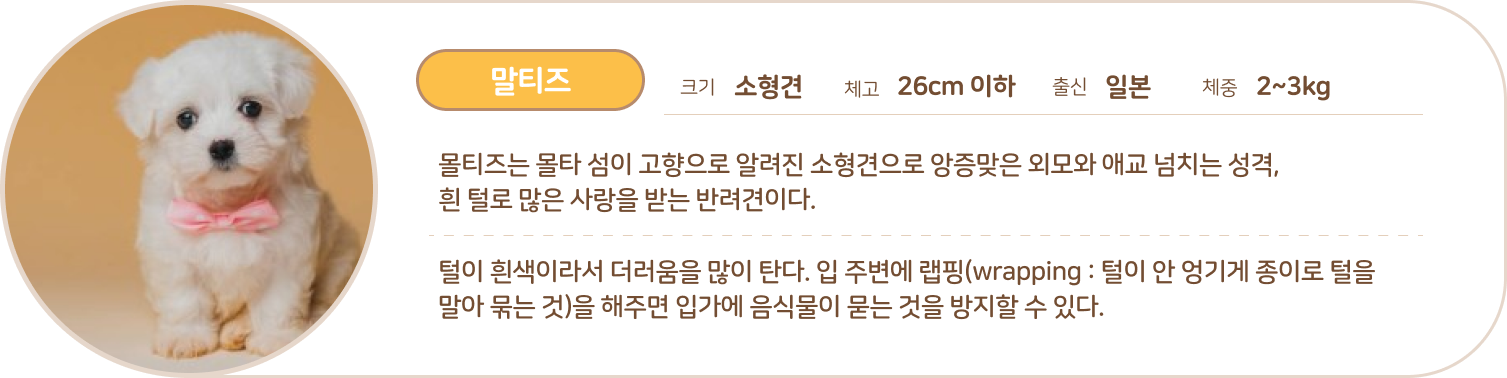 말티즈
크기 소형견 체고 26cm 이하 출신 일본 체중 2~3kg
몰티즈는 몰타 섬이 고향으로 알려진 소형견으로 앙증맞은 외모와 애교 넘치는 성격,
흰 털로 많은 사랑을 받는 반려견이다.
털이 흰색이라서 더러움을 많이 탄다. 입 주변에 랩핑(wrapping : 털이 안 엉기게 종이로 털을
말아 묶는 것)을 해주면 입가에 음식물이 묻는 것을 방지할 수 있다.